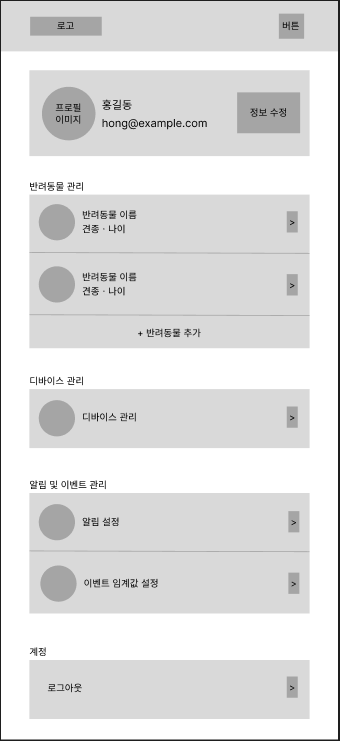 로고
버튼
프로필
이미지
홍길동
hong@example.com
정보 수정
반려동물 관리
반려동물 이름
견종 · 나이
>
반려동물 이름
견종 · 나이
>
+ 반려동물 추가
디바이스 관리
디바이스 관리
>
알림 및 이벤트 관리
알림 설정
>
이벤트 임계값 설정
>
계정
로그아웃
>